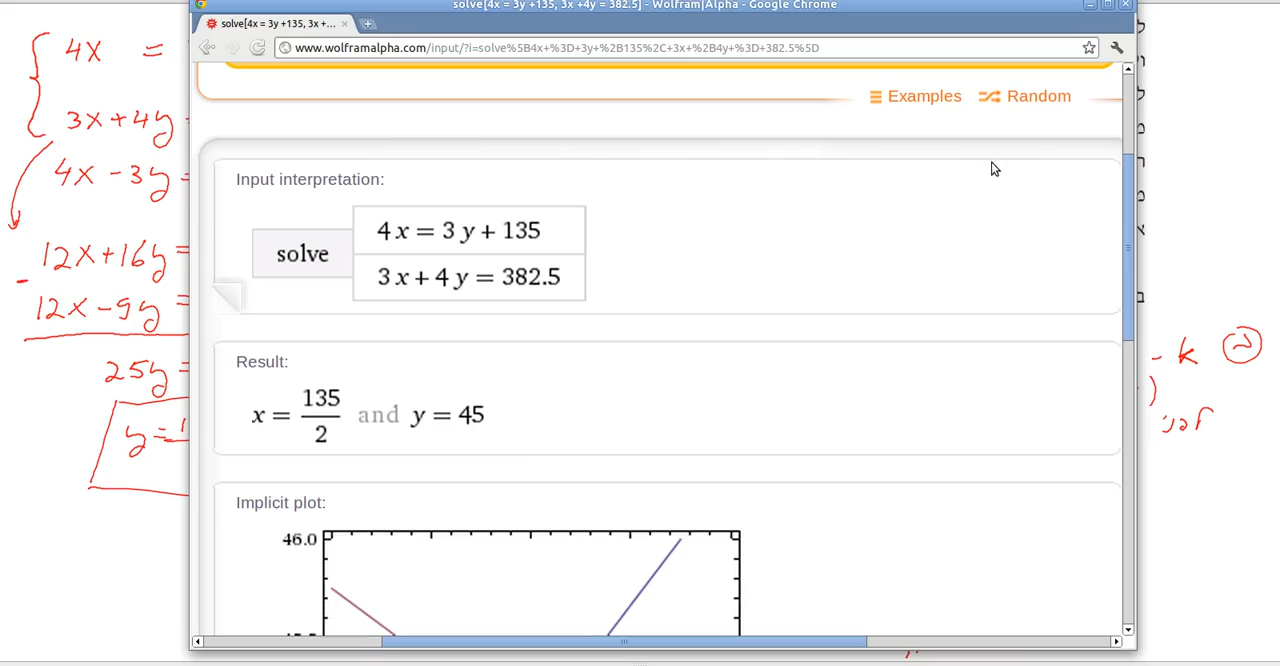 solve[4x = 3y +135, 3x +4y = 382.5] - Wolfram|Alpha - Google Chrome
solve[4x = 3y +135, 3x +...
www.wolframalpha.com/input/?i=solve%5B4x+%3D+3y+%2B135%2C+3x+%2B4y+%3D+382.5%5D
Examples Random
Input interpretation:
solve
4 x = 3 y + 135
3 x + 4 y = 382.5
Result:
x = 135/2 and y = 45
Implicit plot:
46.0
4x =
3x+4y
4x -3y=
12x+16y=
- 12x -9y =
25y=
y=
- k